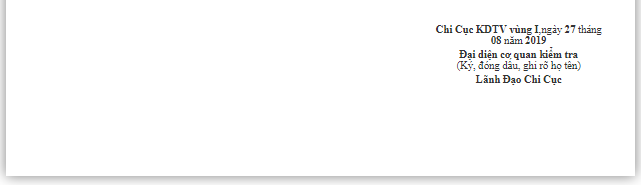 Chi Cục KDTV vùng I,ngày 27 tháng
08 năm 2019
Đại diện cơ quan kiểm tra
(Ký, đóng dấu, ghi rõ họ tên)
Lãnh Đạo Chi Cục